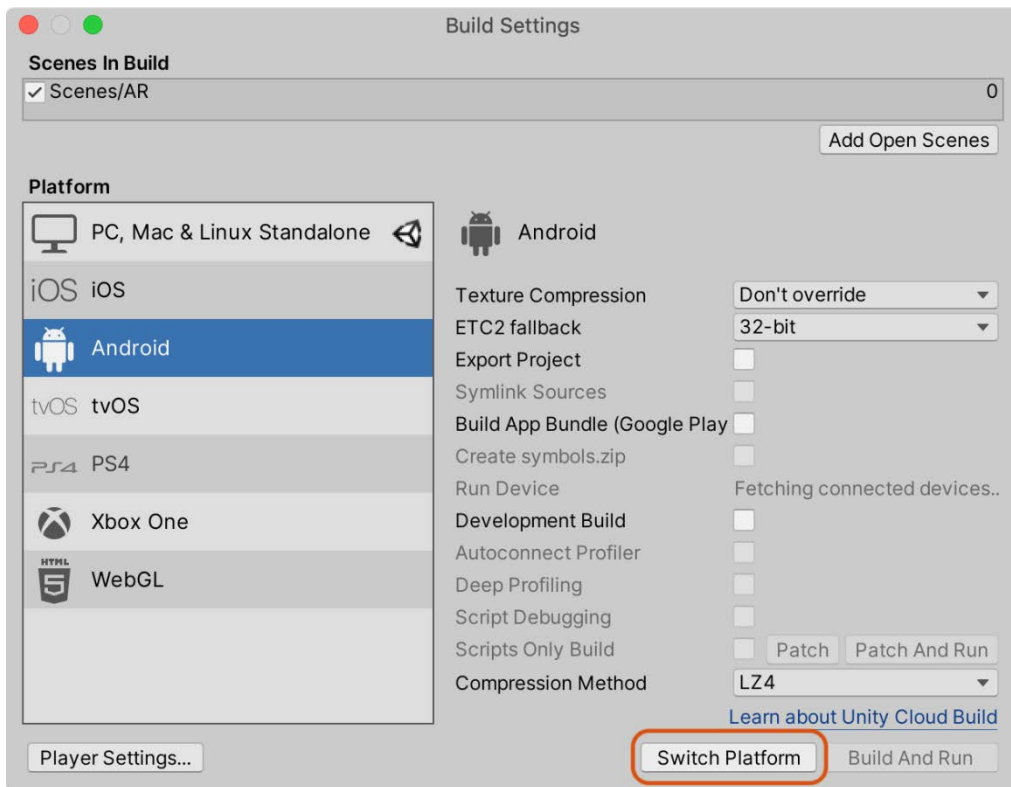 Build Settings
Scenes In Build
Scenes/AR 0
Add Open Scenes
Platform
PC, Mac & Linux Standalone
iOS iOS
Android
tvOS tvOS
PS4 PS4
Xbox One
HTML
5 WebGL
Android
Texture Compression Don't override
ETC2 fallback 32-bit
Export Project
Symlink Sources
Build App Bundle (Google Play
Create symbols.zip
Run Device Fetching connected devices..
Development Build
Autoconnect Profiler
Deep Profiling
Script Debugging
Scripts Only Build Patch Patch And Run
Compression Method LZ4
Learn about Unity Cloud Build
Player Settings... Switch Platform Build And Run